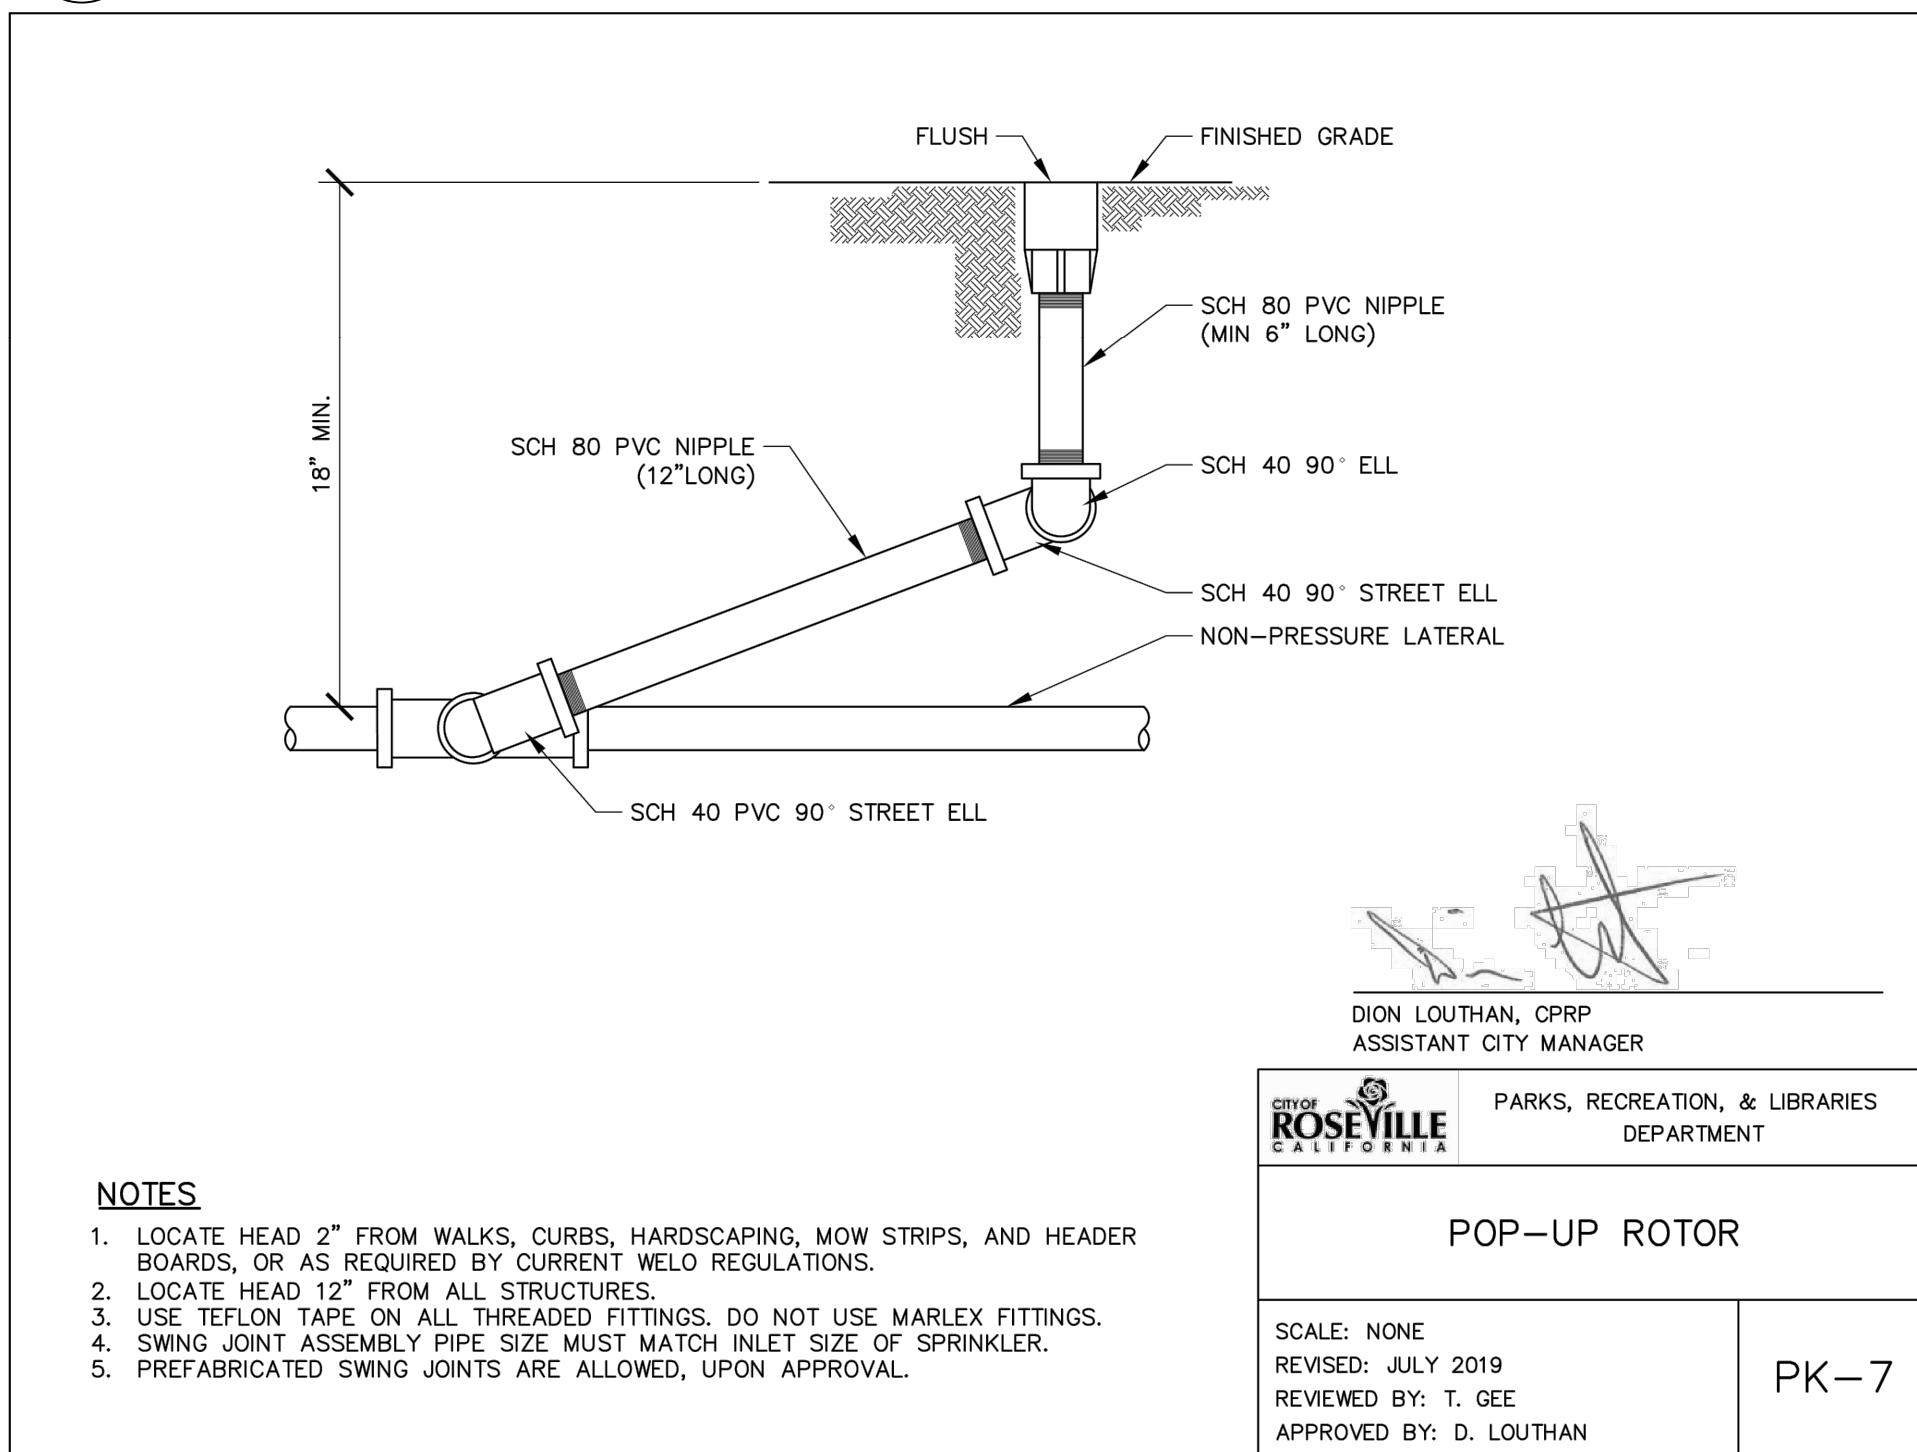 FLUSH
FINISHED GRADE
SCH 80 PVC NIPPLE
(MIN 6” LONG)
18” MIN.
SCH 80 PVC NIPPLE
(12”LONG)
SCH 40 90° ELL
SCH 40 90° STREET ELL
NON-PRESSURE LATERAL
SCH 40 PVC 90° STREET ELL
DION LOUTHAN, CPRP
ASSISTANT CITY MANAGER
CITY OF
ROSEVILLE
CALIFORNIA
PARKS, RECREATION, & LIBRARIES
DEPARTMENT
POP-UP ROTOR
NOTES
1. LOCATE HEAD 2” FROM WALKS, CURBS, HARDSCAPING, MOW STRIPS, AND HEADER
BOARDS, OR AS REQUIRED BY CURRENT WELO REGULATIONS.
2. LOCATE HEAD 12” FROM ALL STRUCTURES.
3. USE TEFLON TAPE ON ALL THREADED FITTINGS. DO NOT USE MARLEX FITTINGS.
4. SWING JOINT ASSEMBLY PIPE SIZE MUST MATCH INLET SIZE OF SPRINKLER.
5. PREFABRICATED SWING JOINTS ARE ALLOWED, UPON APPROVAL.
SCALE: NONE
REVISED: JULY 2019
REVIEWED BY: T. GEE
APPROVED BY: D. LOUTHAN
PK-7